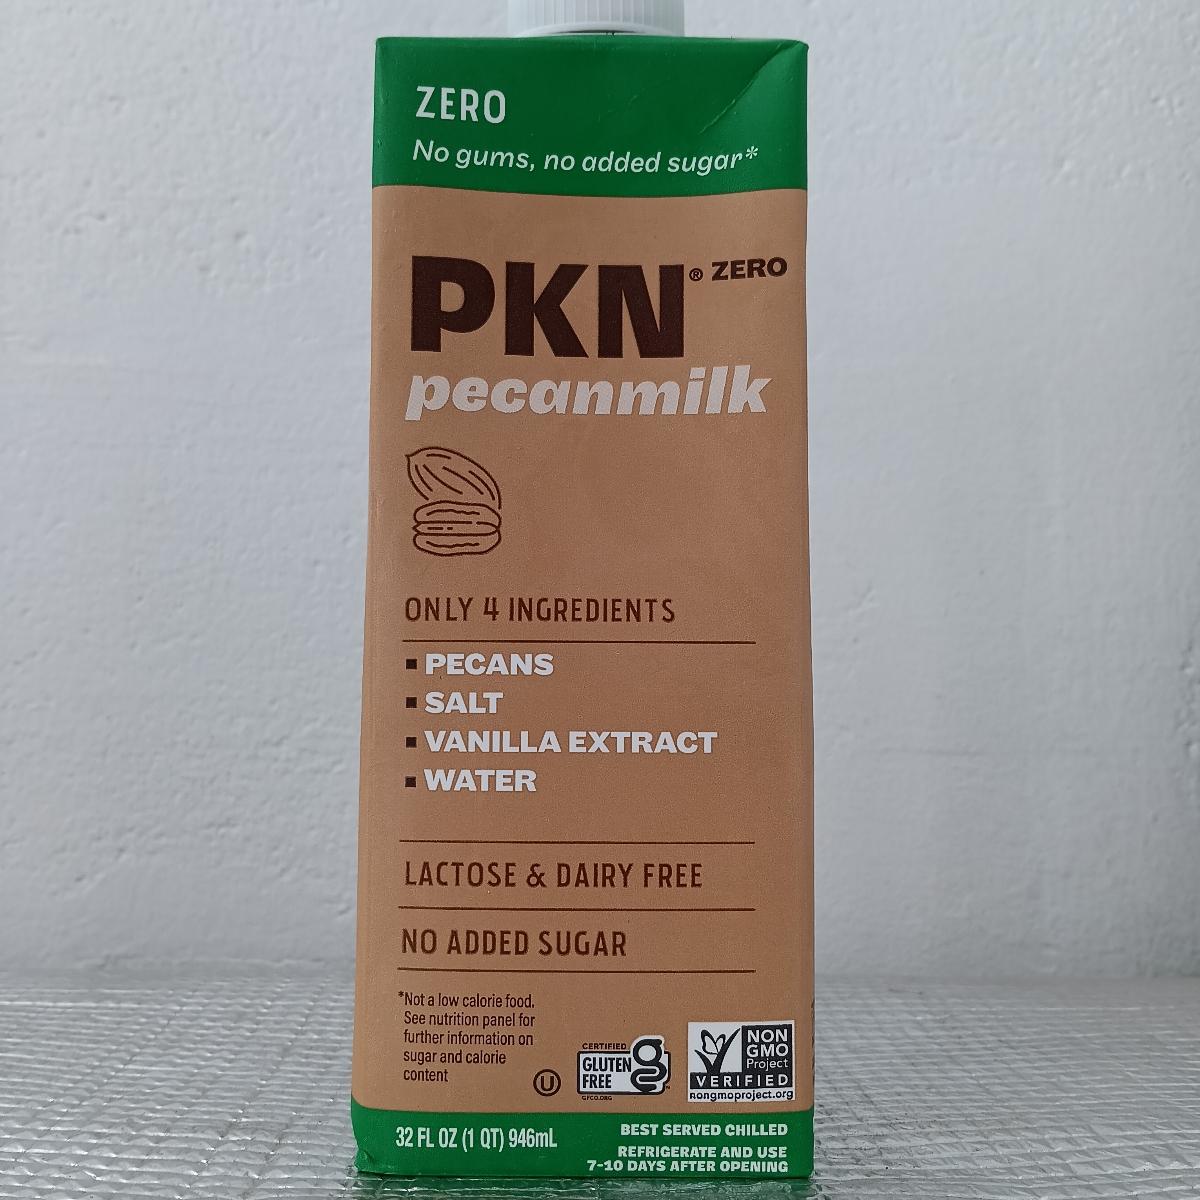 ZERO
No gums, no added sugar*
PKN® ZERO
pecanmilk
ONLY 4 INGREDIENTS
▪ PECANS
▪ SALT
▪ VANILLA EXTRACT
▪ WATER
LACTOSE & DAIRY FREE
NO ADDED SUGAR
*Not a low calorie food.
See nutrition panel for
further information on
sugar and calorie
content
U
CERTIFIED
GLUTEN
FREE
g
GFCO.ORG
NON
GMO
Project
VERIFIED
nongmoproject.org
32 FL OZ (1 QT) 946mL
BEST SERVED CHILLED
REFRIGERATE AND USE
7-10 DAYS AFTER OPENING